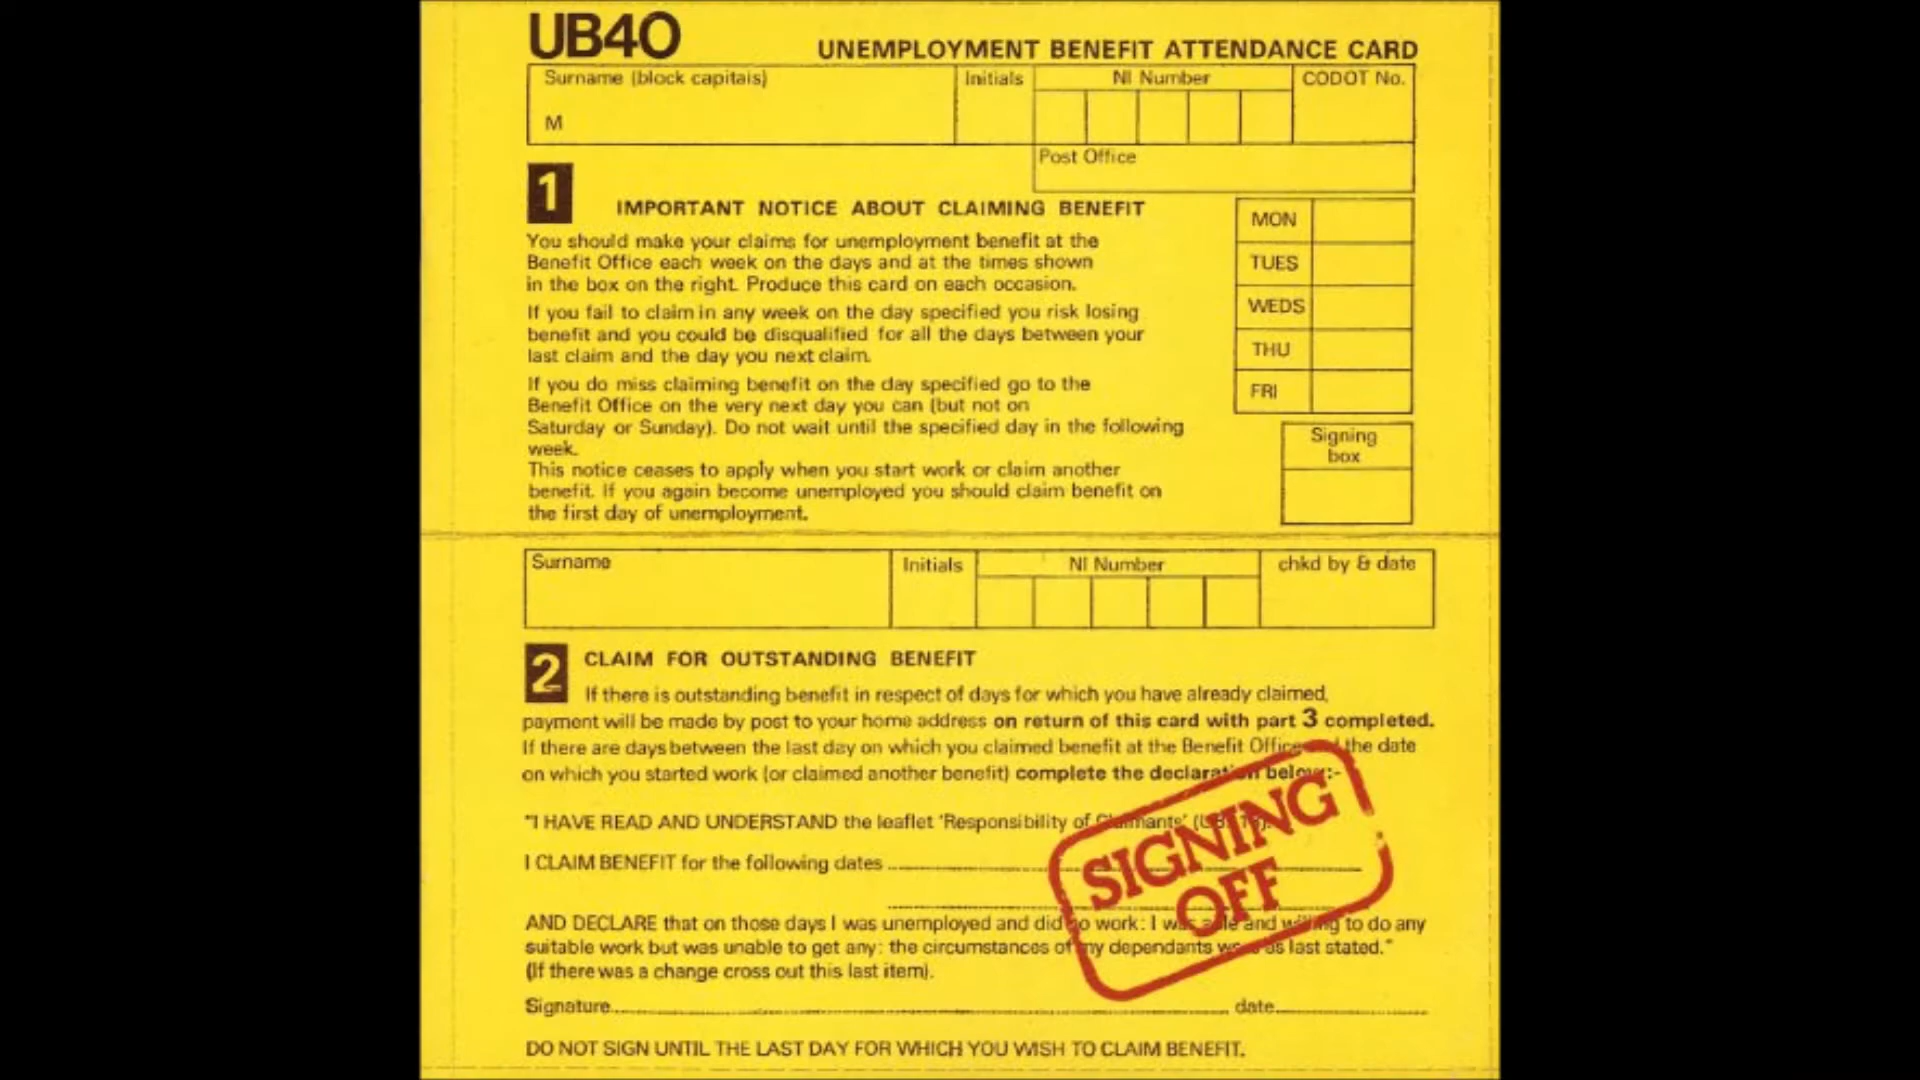 UB40
UNEMPLOYMENT BENEFIT ATTENDANCE CARD
Surname (block capitals)
Initials
NI Number
CODOT No.
M
Post Office
1
IMPORTANT NOTICE ABOUT CLAIMING BENEFIT
You should make your claims for unemployment benefit at the
Benefit Office each week on the days and at the times shown
in the box on the right. Produce this card on each occasion.
If you fail to claim in any week on the day specified you risk losing
benefit and you could be disqualified for all the days between your
last claim and the day you next claim.
If you do miss claiming benefit on the day specified go to the
Benefit Office on the very next day you can (but not on
Saturday or Sunday). Do not wait until the specified day in the following
week.
This notice ceases to apply when you start work or claim another
benefit. If you again become unemployed you should claim benefit on
the first day of unemployment.
MON
TUES
WEDS
THU
FRI
Signing
box
Surname
Initials
NI Number
chkd by & date
2
CLAIM FOR OUTSTANDING BENEFIT
If there is outstanding benefit in respect of days for which you have already claimed,
payment will be made by post to your home address on return of this card with part 3 completed.
If there are days between the last day on which you claimed benefit at the Benefit Office the date
on which you started work (or claimed another benefit) complete the declaration below:-
"I HAVE READ AND UNDERSTAND the leaflet 'Responsibility of Claimants'
I CLAIM BENEFIT for the following dates
AND DECLARE that on those days I was unemployed and did no work: I was able and willing to do any
suitable work but was unable to get any: the circumstances of my dependants were as last stated."
(If there was a change cross out this last item).
Signature date
DO NOT SIGN UNTIL THE LAST DAY FOR WHICH YOU WISH TO CLAIM BENEFIT.
SIGNING
OFF